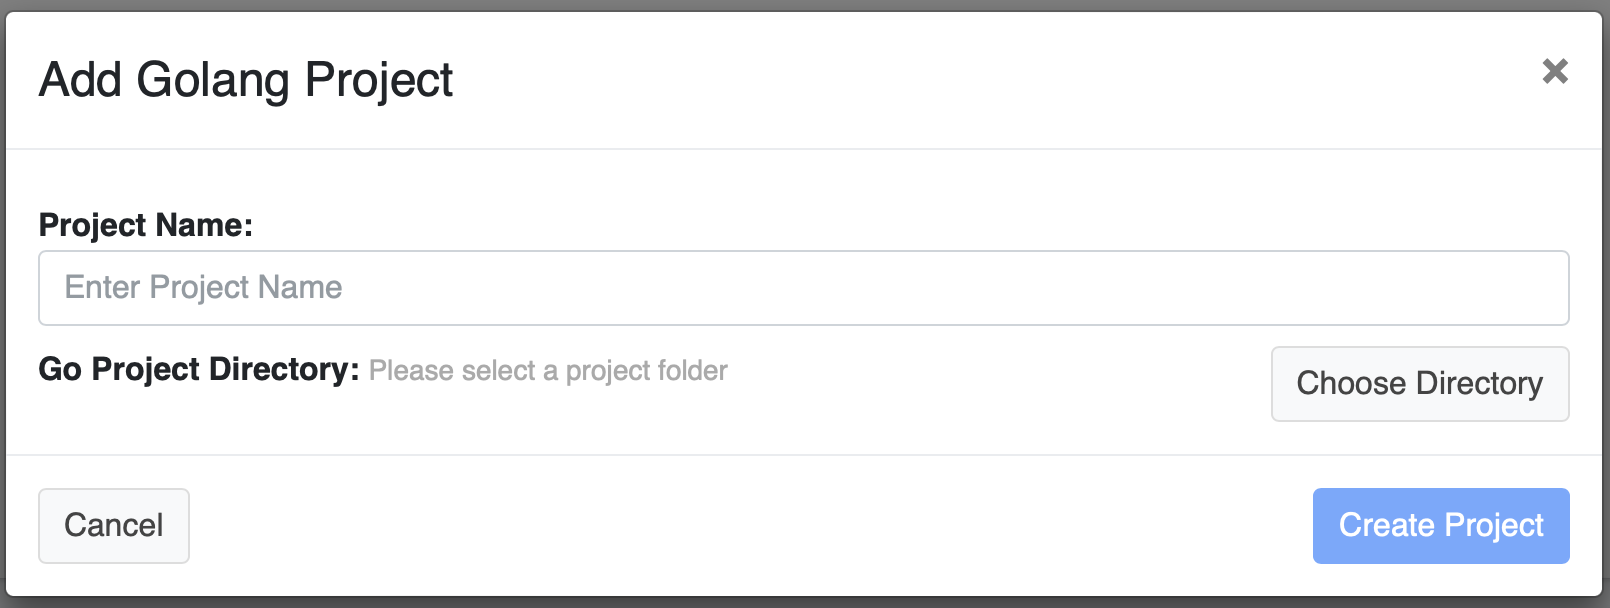 Add Golang Project
Project Name:
Enter Project Name
Go Project Directory: Please select a project folder
Choose Directory
Cancel
Create Project